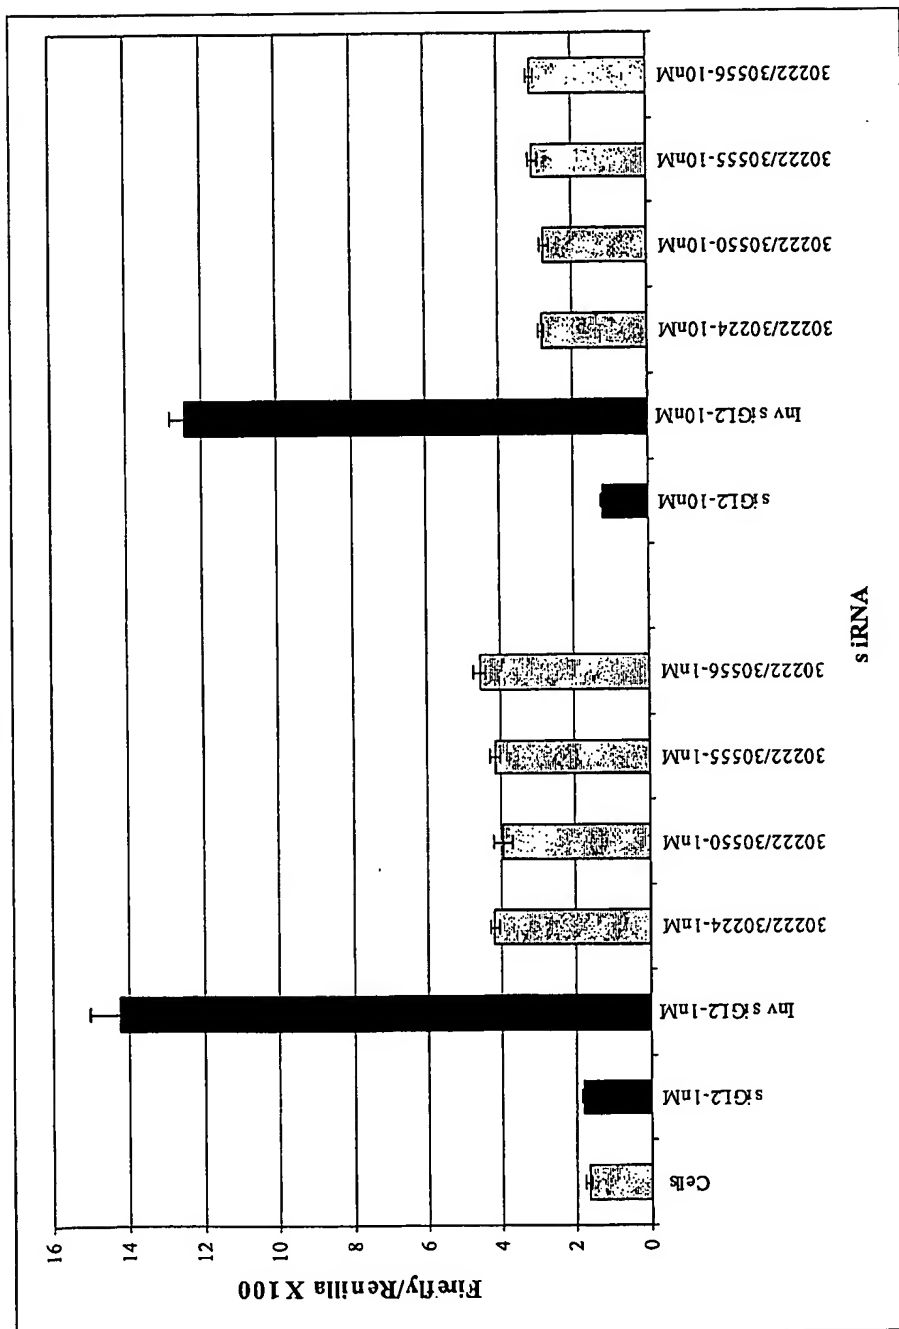 Firefly/Renilla X 100
16
14
12
10
8
6
4
2
0
Cells
siGL2-1nM
Inv siGL2-1nM
30222/30224-1nM
30222/30550-1nM
30222/30555-1nM
30222/30556-1nM
siGL2-10nM
Inv siGL2-10nM
30222/30224-10nM
30222/30550-10nM
30222/30555-10nM
30222/30556-10nM
siRNA